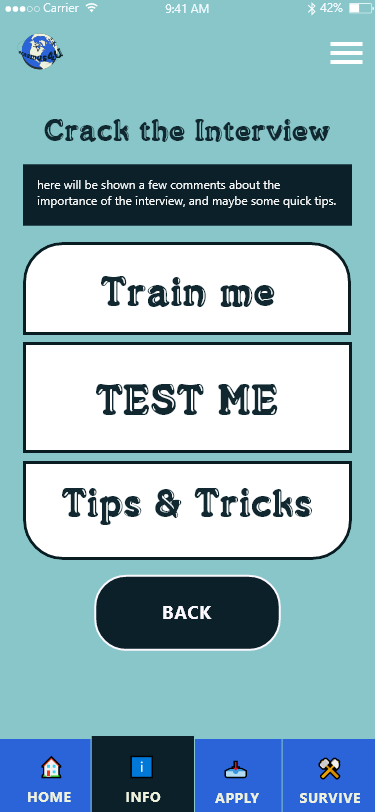 Carrier 9:41 AM 42%
Crack the Interview
here will be shown a few comments about the
importance of the interview, and maybe some quick tips.
Train me
TEST ME
Tips & Tricks
BACK
HOME INFO APPLY SURVIVE